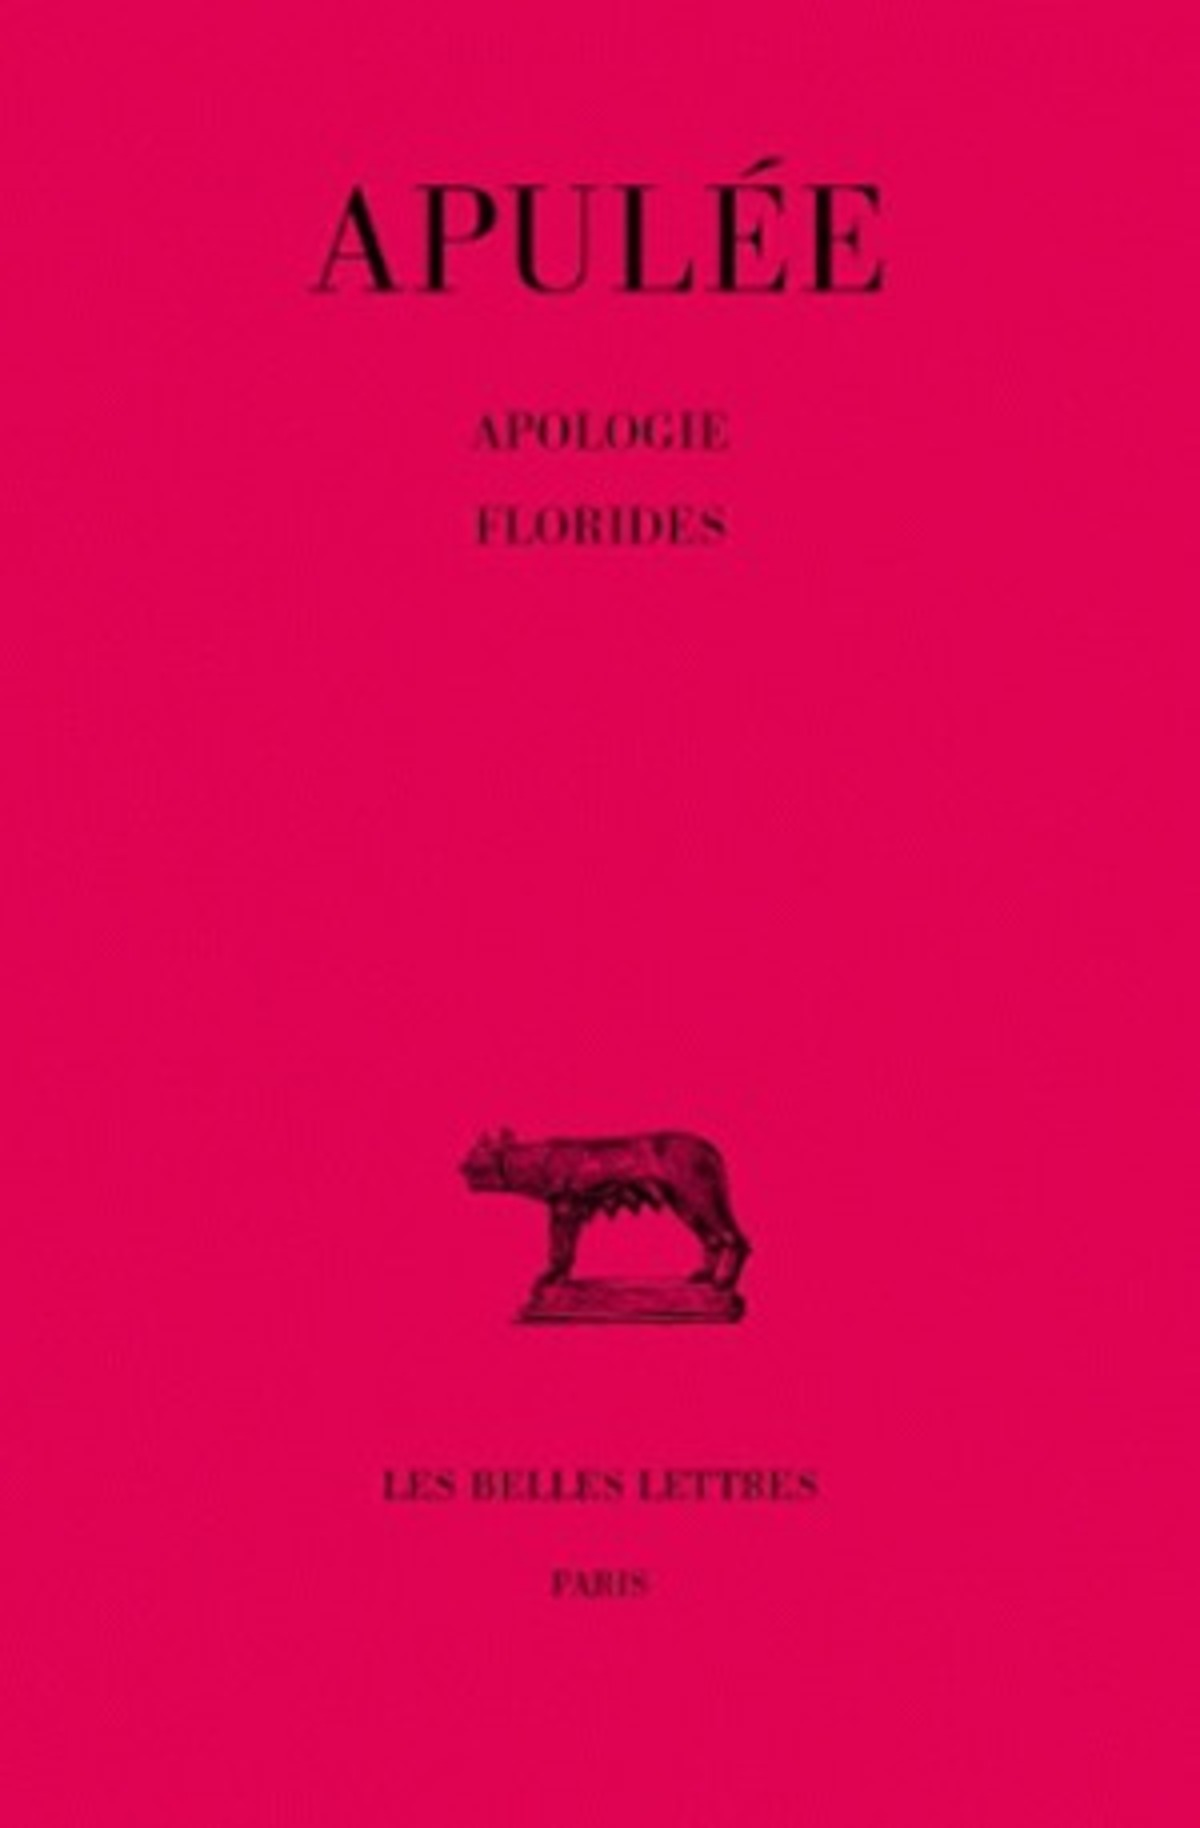 APULÉE
APOLOGIE
FLORIDES
LES BELLES LETTRES
PARIS